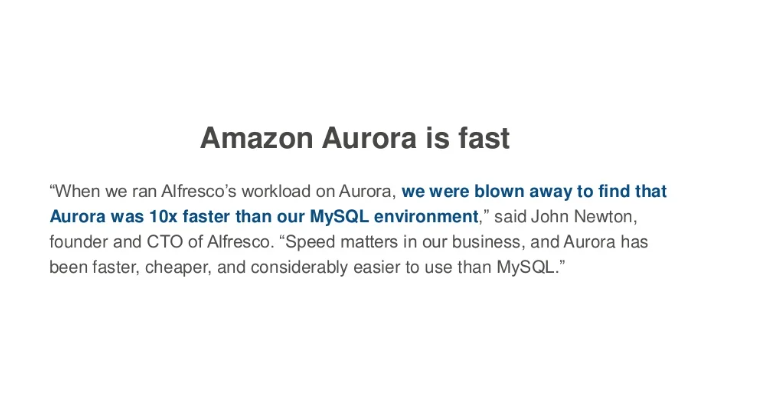 Amazon Aurora is fast
“When we ran Alfresco’s workload on Aurora, we were blown away to find that
Aurora was 10x faster than our MySQL environment,” said John Newton,
founder and CTO of Alfresco. “Speed matters in our business, and Aurora has
been faster, cheaper, and considerably easier to use than MySQL.”